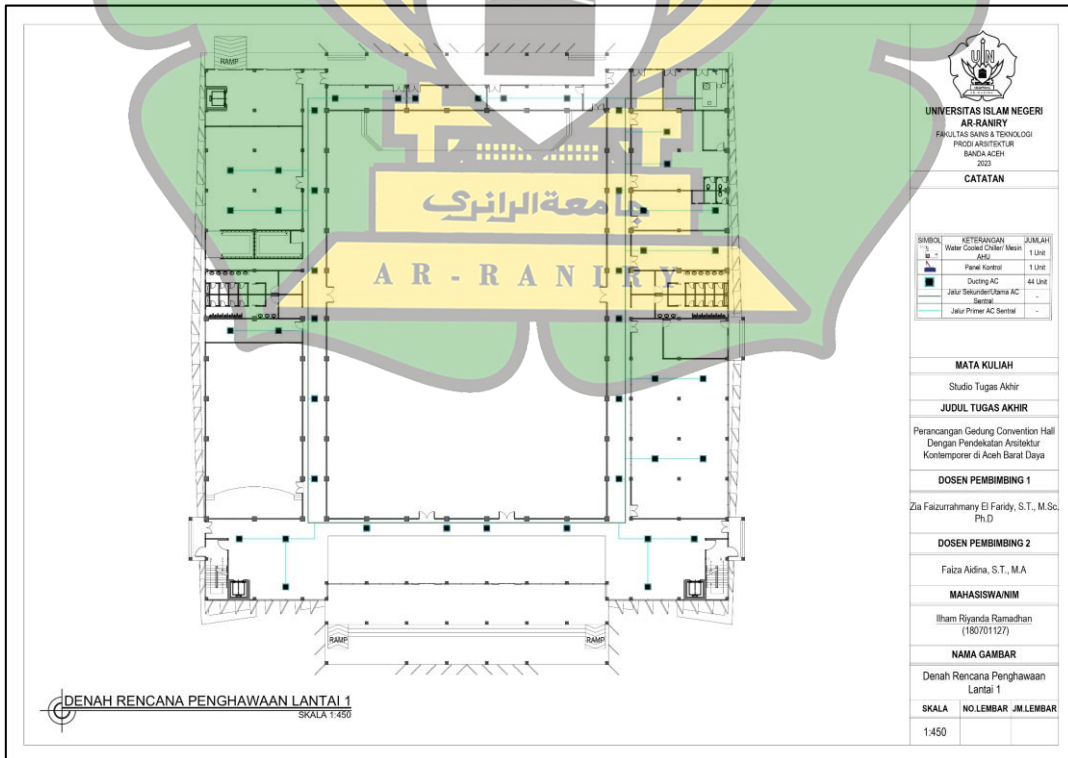 RAMP
جامعة الرانري
AR-RANIRY
RAMP
RAMP
DENAH RENCANA PENGHAWAAN LANTAI 1
SKALA 1:450
UIN
UNIVERSITAS ISLAM NEGERI
AR-RANIRY
FAKULTAS SAINS & TEKNOLOGI
PRODI ARSITEKTUR
BANDA ACEH
2023
CATATAN
SIMBOL KETERANGAN JUMLAH
Water Cooled Chiller/ Mesin
AHU
1 Unit
Panel Kontrol 1 Unit
Ducting AC 44 Unit
Jalur Sekunder/Utama AC
Sentral
-
Jalur Primer AC Sentral -
MATA KULIAH
Studio Tugas Akhir
JUDUL TUGAS AKHIR
Perancangan Gedung Convention Hall
Dengan Pendekatan Arsitektur
Kontemporer di Aceh Barat Daya
DOSEN PEMBIMBING 1
Zia Faizurrahmany El Faridy, S.T., M.Sc.
Ph.D
DOSEN PEMBIMBING 2
Faiza Aidina, S.T., M.A
MAHASISWA/NIM
Ilham Riyanda Ramadhan
(180701127)
NAMA GAMBAR
Denah Rencana Penghawaan
Lantai 1
SKALA NO.LEMBAR JM.LEMBAR
1:450